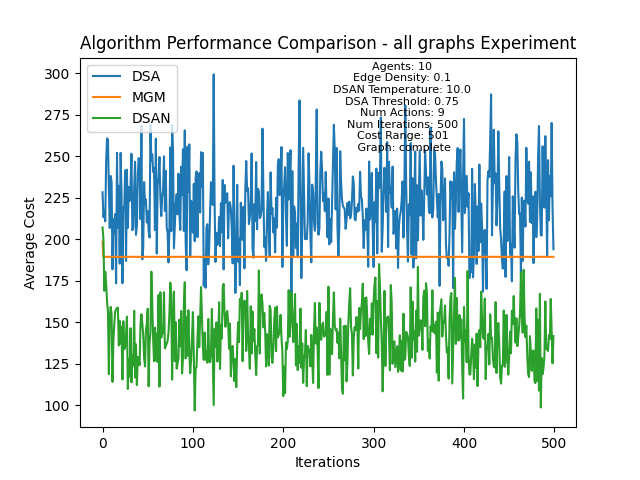 Algorithm Performance Comparison - all graphs Experiment
DSA
MGM
DSAN
Agents: 10
Edge Density: 0.1
DSAN Temperature: 10.0
DSA Threshold: 0.75
Num Actions: 9
Num Iterations: 500
Cost Range: 501
Graph: complete
Average Cost
300
275
250
225
200
175
150
125
100
0
100
200
300
400
500
Iterations